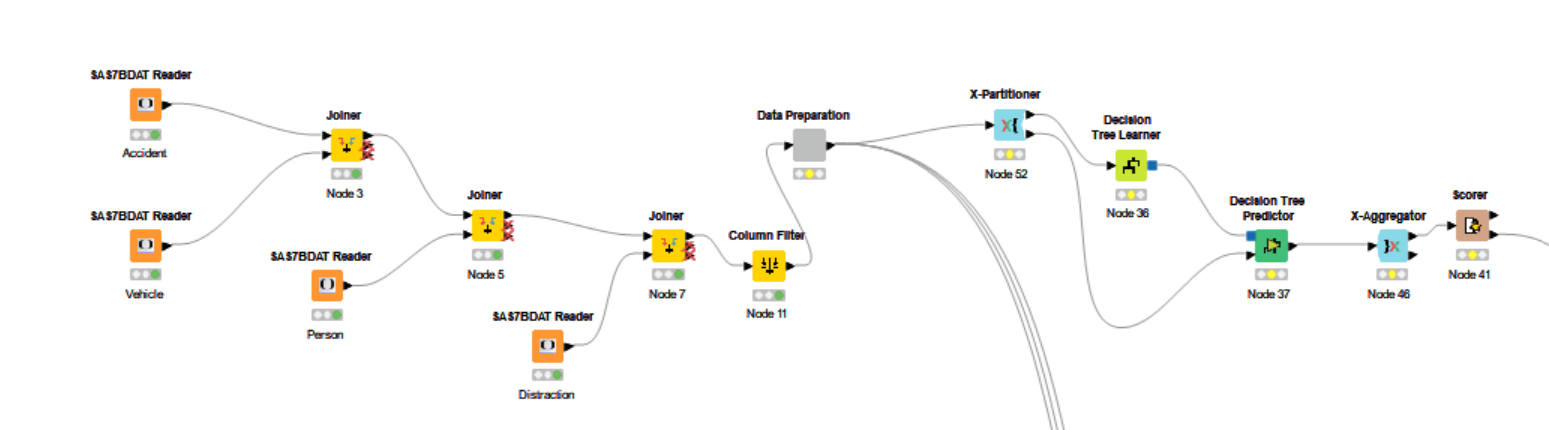 $A$7BDAT Reader
Accident
Joiner
Node 3
$A$7BDAT Reader
Vehicle
Joiner
Node 5
$A$7BDAT Reader
Person
Joiner
Node 7
$A$7BDAT Reader
Distraction
Column Filter
Node 11
Data Preparation
X-Partitioner
Node 52
Decision
Tree Learner
Node 36
Decision Tree
Predictor
Node 37
X-Aggregator
Node 46
Scorer
Node 41